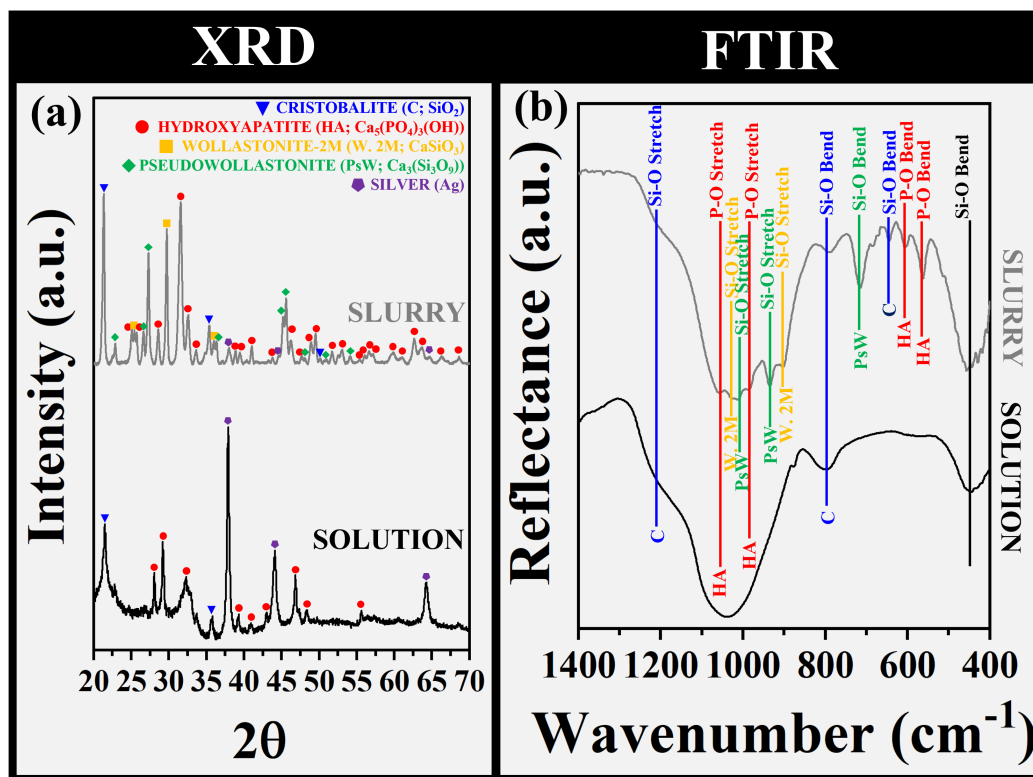 XRD
FTIR
(a)
CRISTOBALITE (C; SiO₂)
HYDROXYAPATITE (HA; Ca₅(PO₄)₃(OH))
WOLLASTONITE-2M (W. 2M; CaSiO₃)
PSEUDOWOLLASTONITE (PsW; Ca₃(Si₃O₉))
SILVER (Ag)
Intensity (a.u.)
SLURRY
SOLUTION
20 25 30 35 40 45 50 55 60 65 70
2θ
(b)
Reflectance (a.u.)
Si-O Stretch
P-O Stretch
Si-O Stretch
Si-O Stretch
P-O Stretch
Si-O Stretch
Si-O Stretch
Si-O Bend
Si-O Bend
Si-O Bend
P-O Bend
P-O Bend
Si-O Bend
SLURRY
SOLUTION
C
HA
W. 2M
PsW
HA
PsW
W. 2M
C
PsW
C
HA
HA
1400 1200 1000 800 600 400
Wavenumber (cm⁻¹)